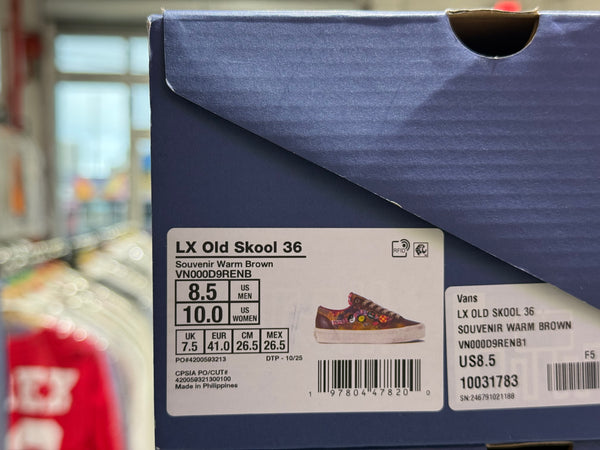 LX Old Skool 36
Souvenir Warm Brown
VN000D9RENB
8.5 US MEN
10.0 US WOMEN
UK EUR CM MEX
7.5 41.0 26.5 26.5
PO#4200593213 DTP - 10/25
CPSIA PO/CUT#
420059321300100
Made in Philippines
RFID
1 97804 47820 0
Vans
LX OLD SKOOL 36
SOUVENIR WARM BROWN
VN000D9RENB1
US8.5
F5
10031783
SN:246791021188